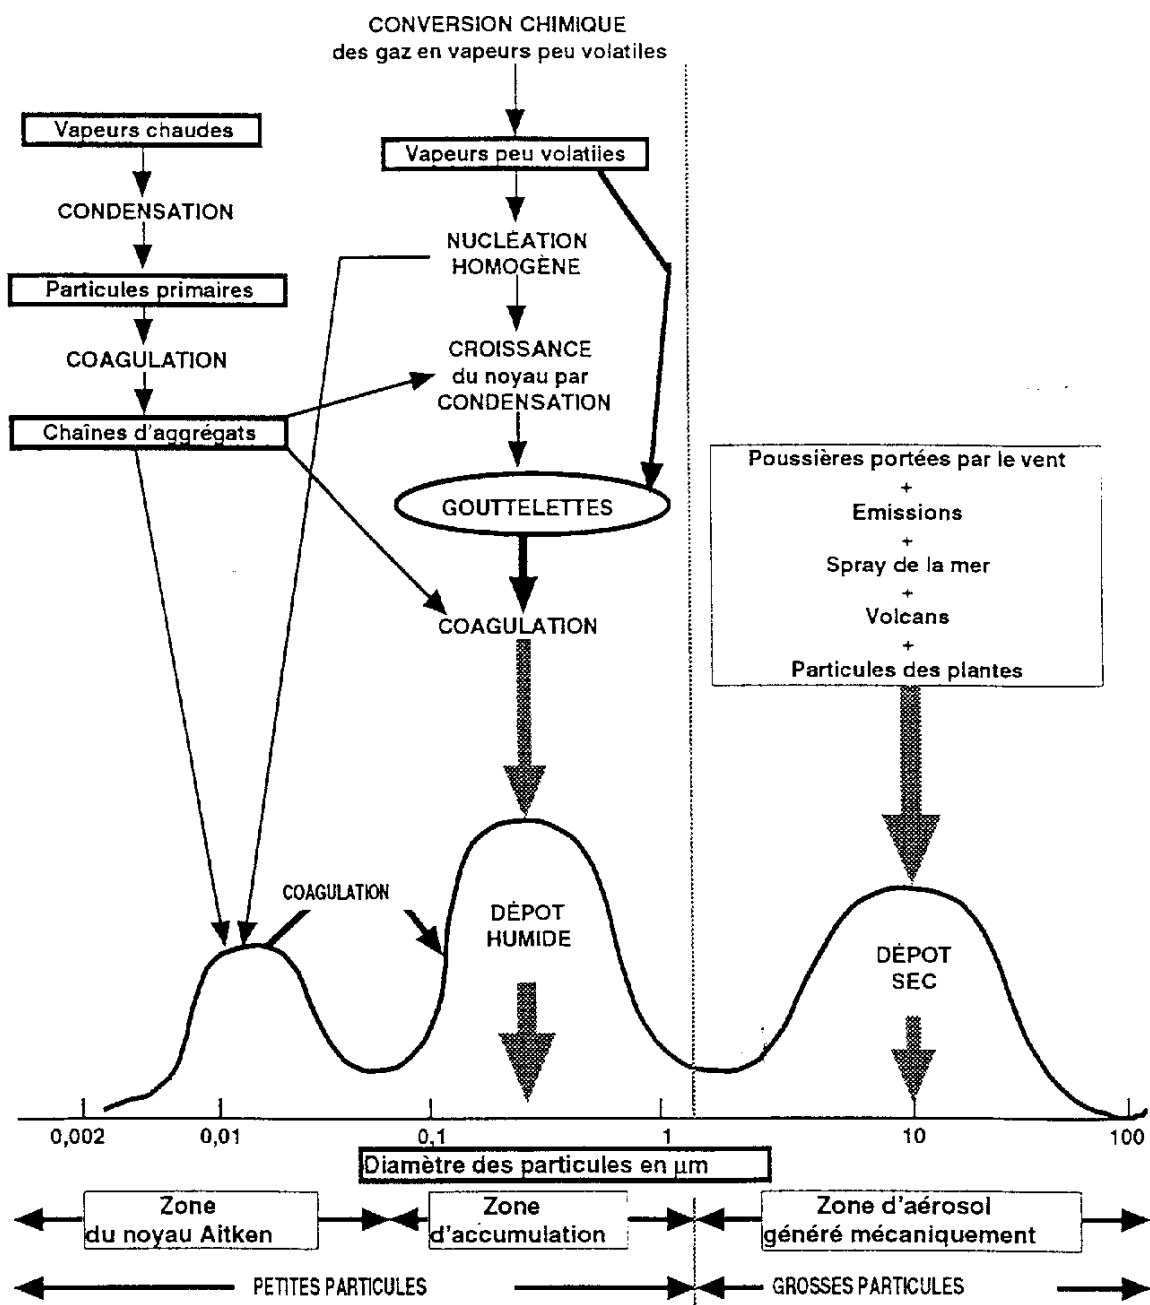 CONVERSION CHIMIQUE
des gaz en vapeurs peu volatiles
Vapeurs chaudes
Vapeurs peu volatiles
CONDENSATION
NUCLÉATION
HOMOGÈNE
Particules primaires
COAGULATION
CROISSANCE
du noyau par
CONDENSATION
Chaînes d'aggrégats
GOUTTELETTES
COAGULATION
Poussières portées par le vent
+
Emissions
+
Spray de la mer
+
Volcans
+
Particules des plantes
COAGULATION
DÉPOT
HUMIDE
DÉPOT
SEC
0,002
0,01
0,1
1
10
100
Diamètre des particules en µm
Zone
du noyau Aitken
Zone
d'accumulation
Zone d'aérosol
généré mécaniquement
PETITES PARTICULES
GROSSES PARTICULES